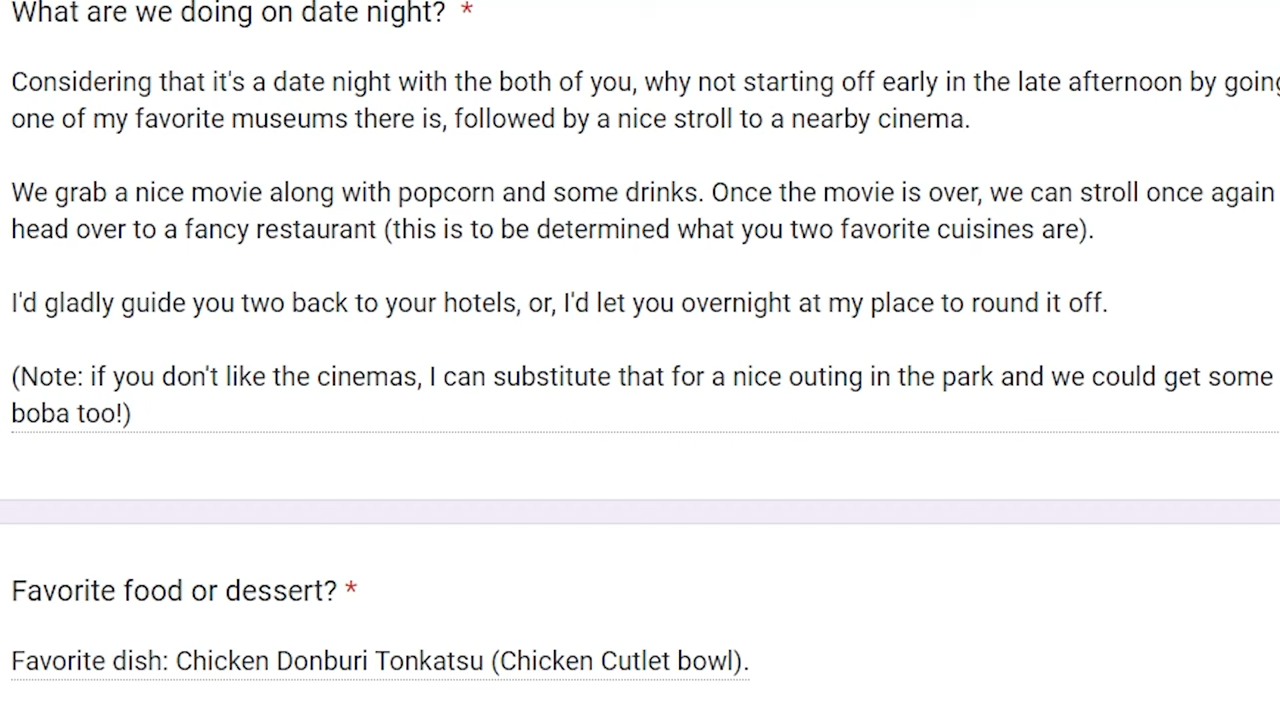 What are we doing on date night? *
Considering that it's a date night with the both of you, why not starting off early in the late afternoon by going
one of my favorite museums there is, followed by a nice stroll to a nearby cinema.
We grab a nice movie along with popcorn and some drinks. Once the movie is over, we can stroll once again
head over to a fancy restaurant (this is to be determined what you two favorite cuisines are).
I'd gladly guide you two back to your hotels, or, I'd let you overnight at my place to round it off.
(Note: if you don't like the cinemas, I can substitute that for a nice outing in the park and we could get some
boba too!)
Favorite food or dessert? *
Favorite dish: Chicken Donburi Tonkatsu (Chicken Cutlet bowl).